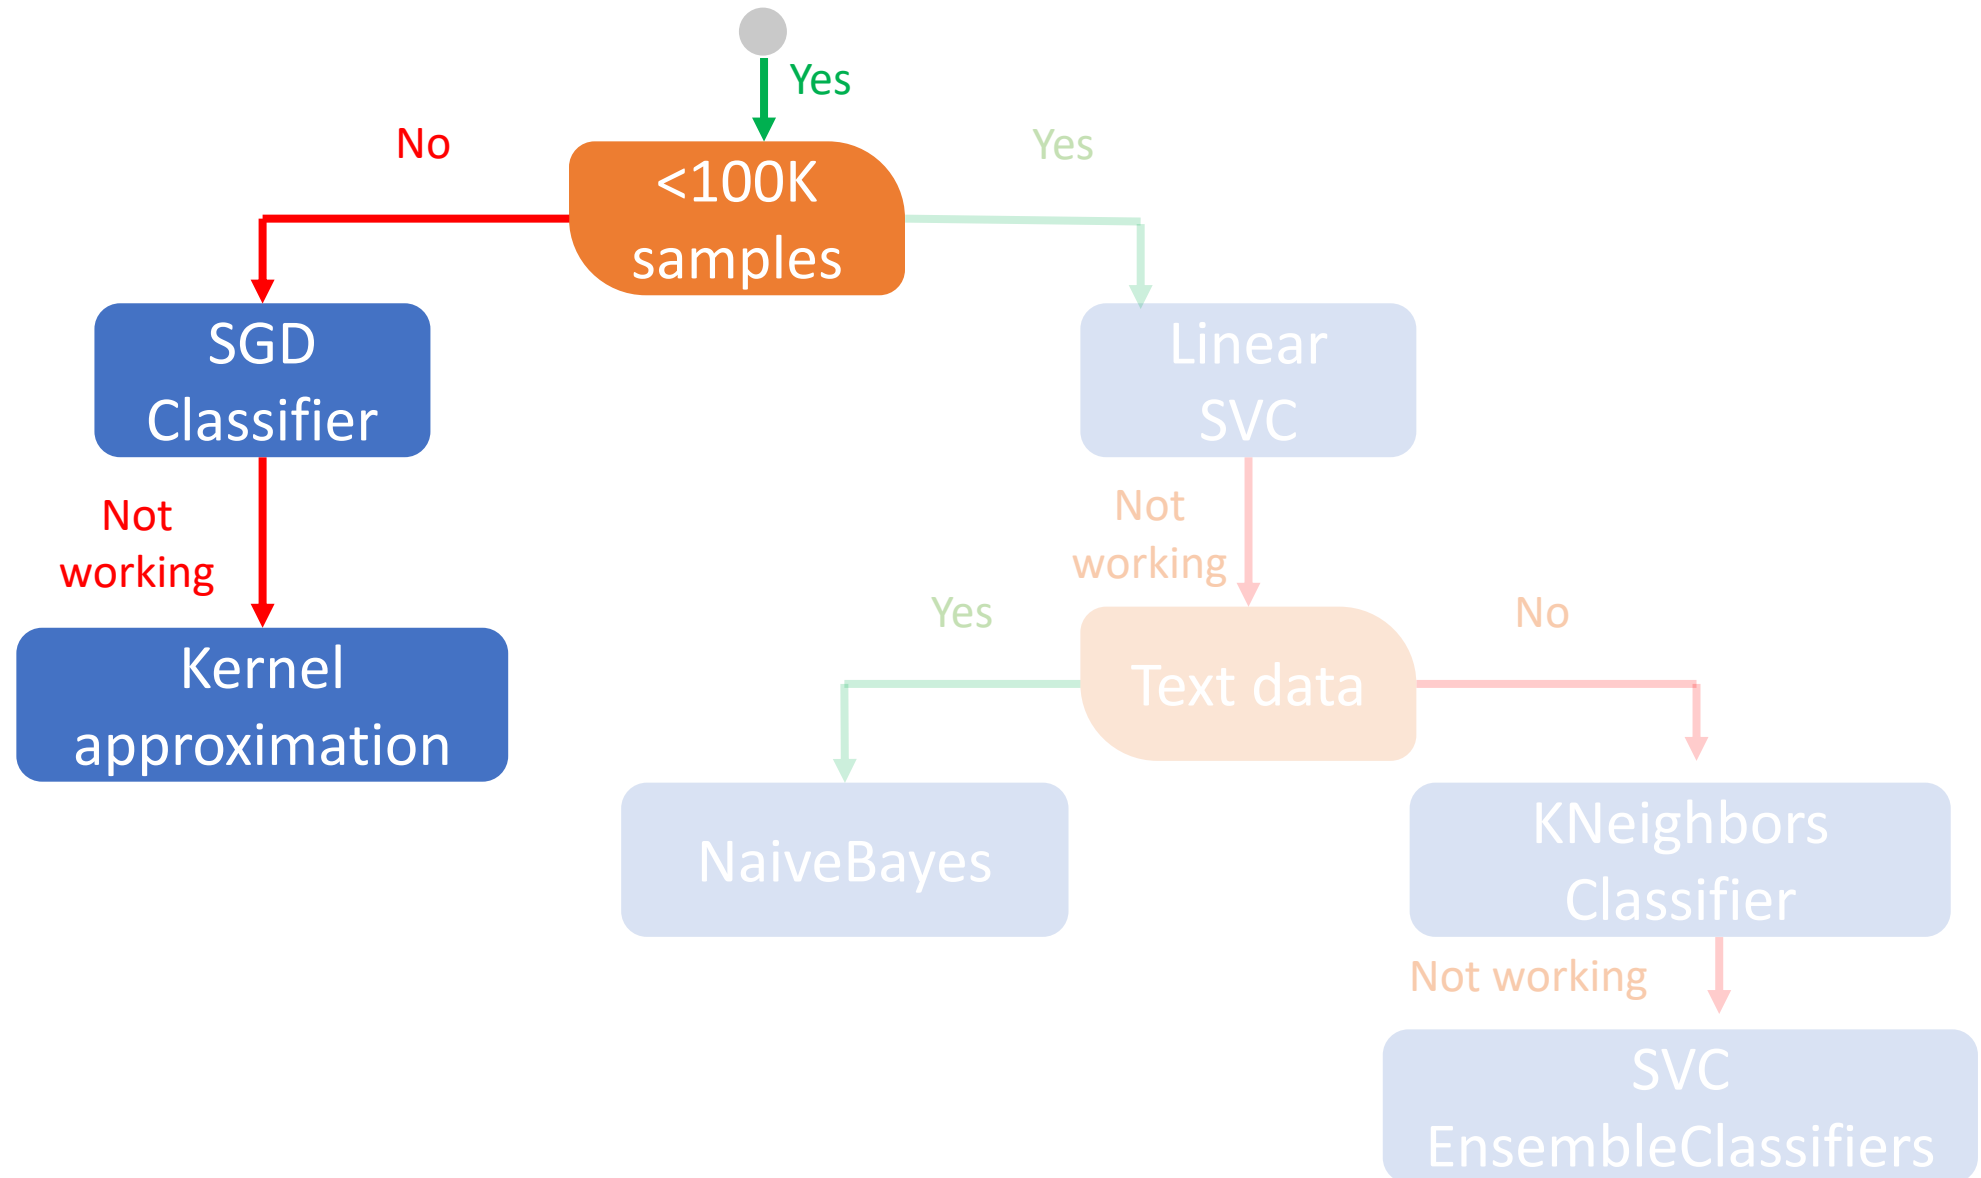 Yes
No
<100K
samples
Yes
SGD
Classifier
Linear
SVC
Not
working
Not
working
Kernel
approximation
Yes
Text data
No
NaiveBayes
KNeighbors
Classifier
Not working
SVC
EnsembleClassifiers